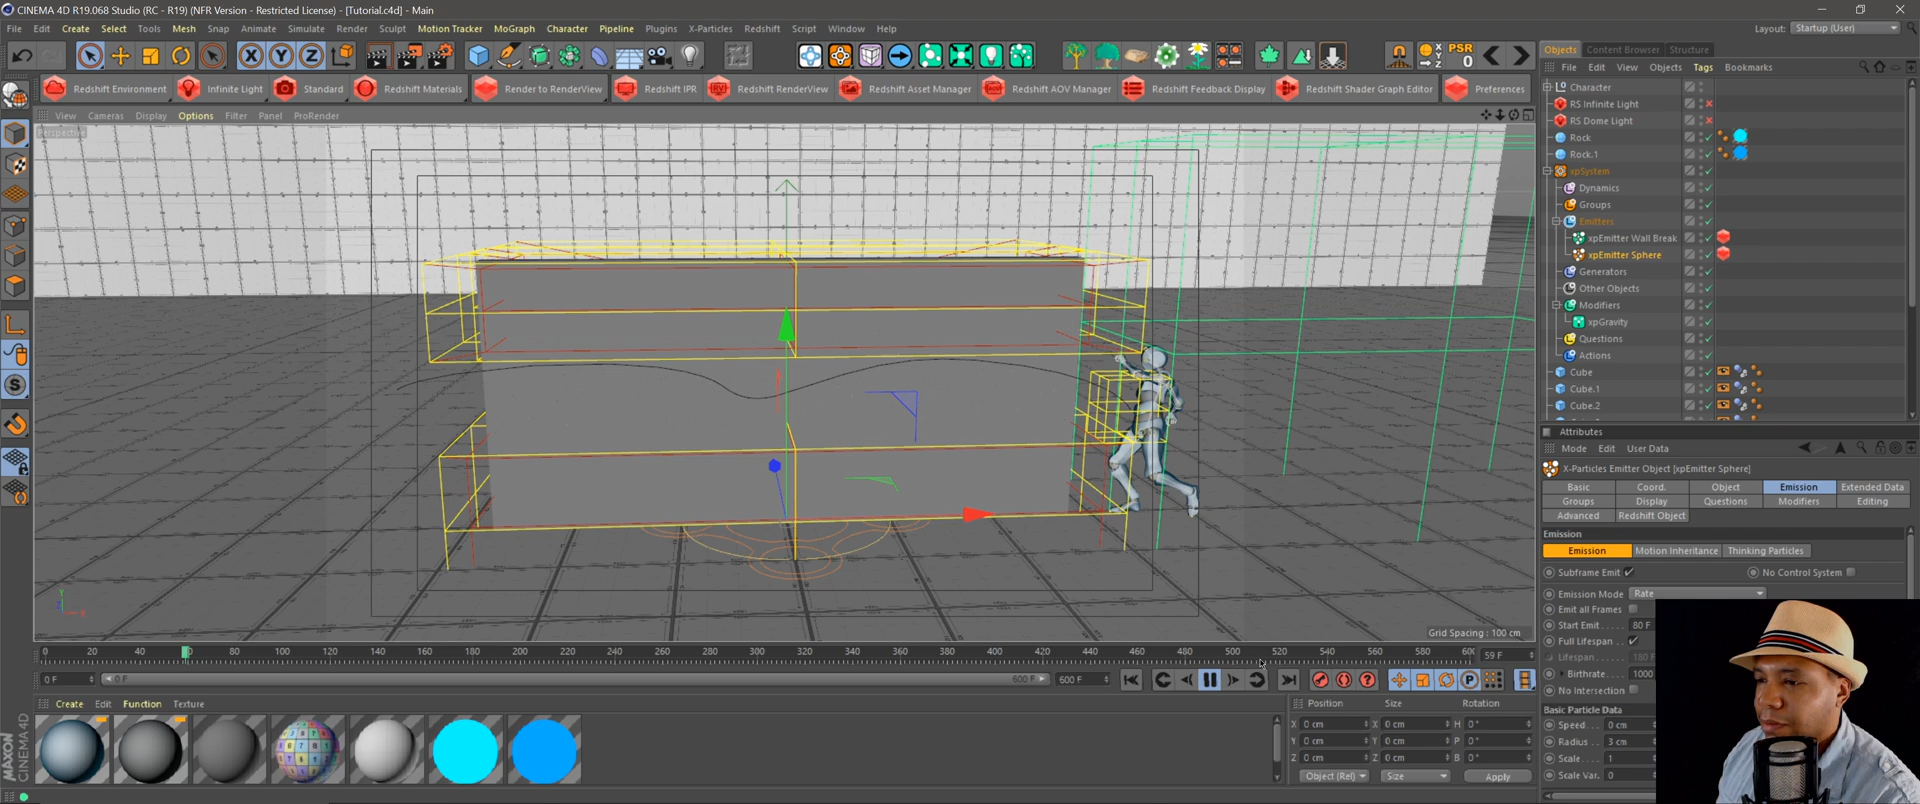 CINEMA 4D R19.068 Studio (RC - R19) (NFR Version - Restricted License) - [Tutorial.c4d] - Main
File Edit Create Select Tools Mesh Snap Animate Simulate Render Sculpt Motion Tracker MoGraph Character Pipeline Plugins X-Particles Redshift Script Window Help
Layout: Startup (User)
X Y Z
PSR
0
Objects Content Browser Structure
File Edit View Objects Tags Bookmarks
Redshift Environment Infinite Light Standard Redshift Materials Render to RenderView Redshift IPR Redshift RenderView Redshift Asset Manager Redshift AOV Manager Redshift Feedback Display Redshift Shader Graph Editor Preferences
View Cameras Display Options Filter Panel ProRender
Perspective
Character
RS Infinite Light
RS Dome Light
Rock
Rock.1
xpSystem
Dynamics
Groups
Emitters
xpEmitter Wall Break
xpEmitter Sphere
Generators
Other Objects
Modifiers
xpGravity
Questions
Actions
Cube
Cube.1
Cube.2
Attributes
Mode Edit User Data
X-Particles Emitter Object [xpEmitter Sphere]
Basic Coord. Object Emission Extended Data
Groups Display Questions Modifiers Editing
Advanced Redshift Object
Emission
Emission Motion Inheritance Thinking Particles
Subframe Emit No Control System
Emission Mode Rate
Emit all Frames
Start Emit 80 F
Full Lifespan
Lifespan 180 F
Birthrate 1000
No Intersection
Basic Particle Data
Speed 0 cm
Radius 3 cm
Scale 1
Scale Var. 0
Grid Spacing : 100 cm
0 20 40 80 100 120 140 160 180 200 220 240 260 280 300 320 340 360 380 400 420 440 460 480 500 520 540 560 580 600 59 F
0 F 0 F 600 F 600 F
Create Edit Function Texture
Position Size Rotation
X 0 cm X 0 cm H 0°
Y 0 cm Y 0 cm P 0°
Z 0 cm Z 0 cm B 0°
Object (Rel) Size Apply
MAXON
CINEMA 4D